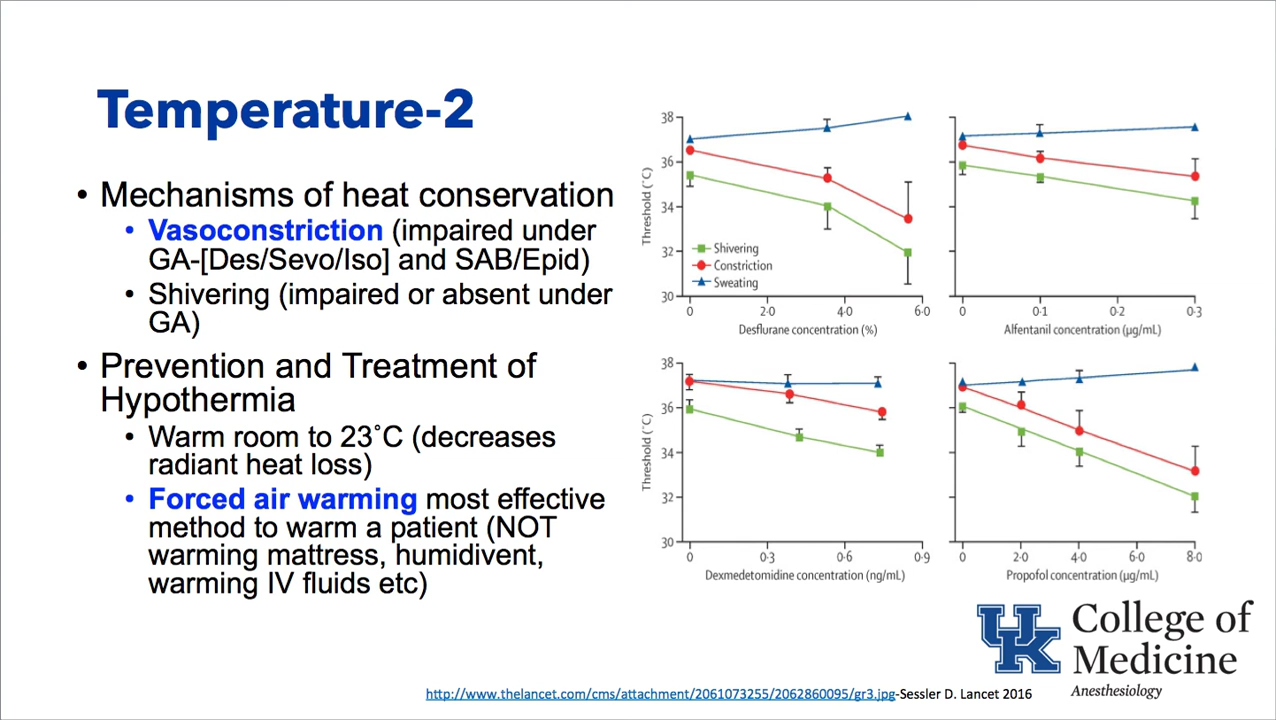 Temperature-2
• Mechanisms of heat conservation
• Vasoconstriction (impaired under
GA-[Des/Sevo/Iso] and SAB/Epid)
• Shivering (impaired or absent under
GA)
• Prevention and Treatment of
Hypothermia
• Warm room to 23˚C (decreases
radiant heat loss)
• Forced air warming most effective
method to warm a patient (NOT
warming mattress, humidivent,
warming IV fluids etc)
38
36
34
32
30
Threshold (˚C)
Shivering
Constriction
Sweating
0 2·0 4·0 6·0
Desflurane concentration (%)
0 0·1 0·2 0·3
Alfentanil concentration (µg/mL)
38
36
34
32
30
Threshold (˚C)
0 0·3 0·6 0·9
Dexmedetomidine concentration (ng/mL)
0 2·0 4·0 6·0 8·0
Propofol concentration (µg/mL)
UK
College of
Medicine
Anesthesiology
http://www.thelancet.com/cms/attachment/2061073255/2062860095/gr3.jpg-Sessler D. Lancet 2016